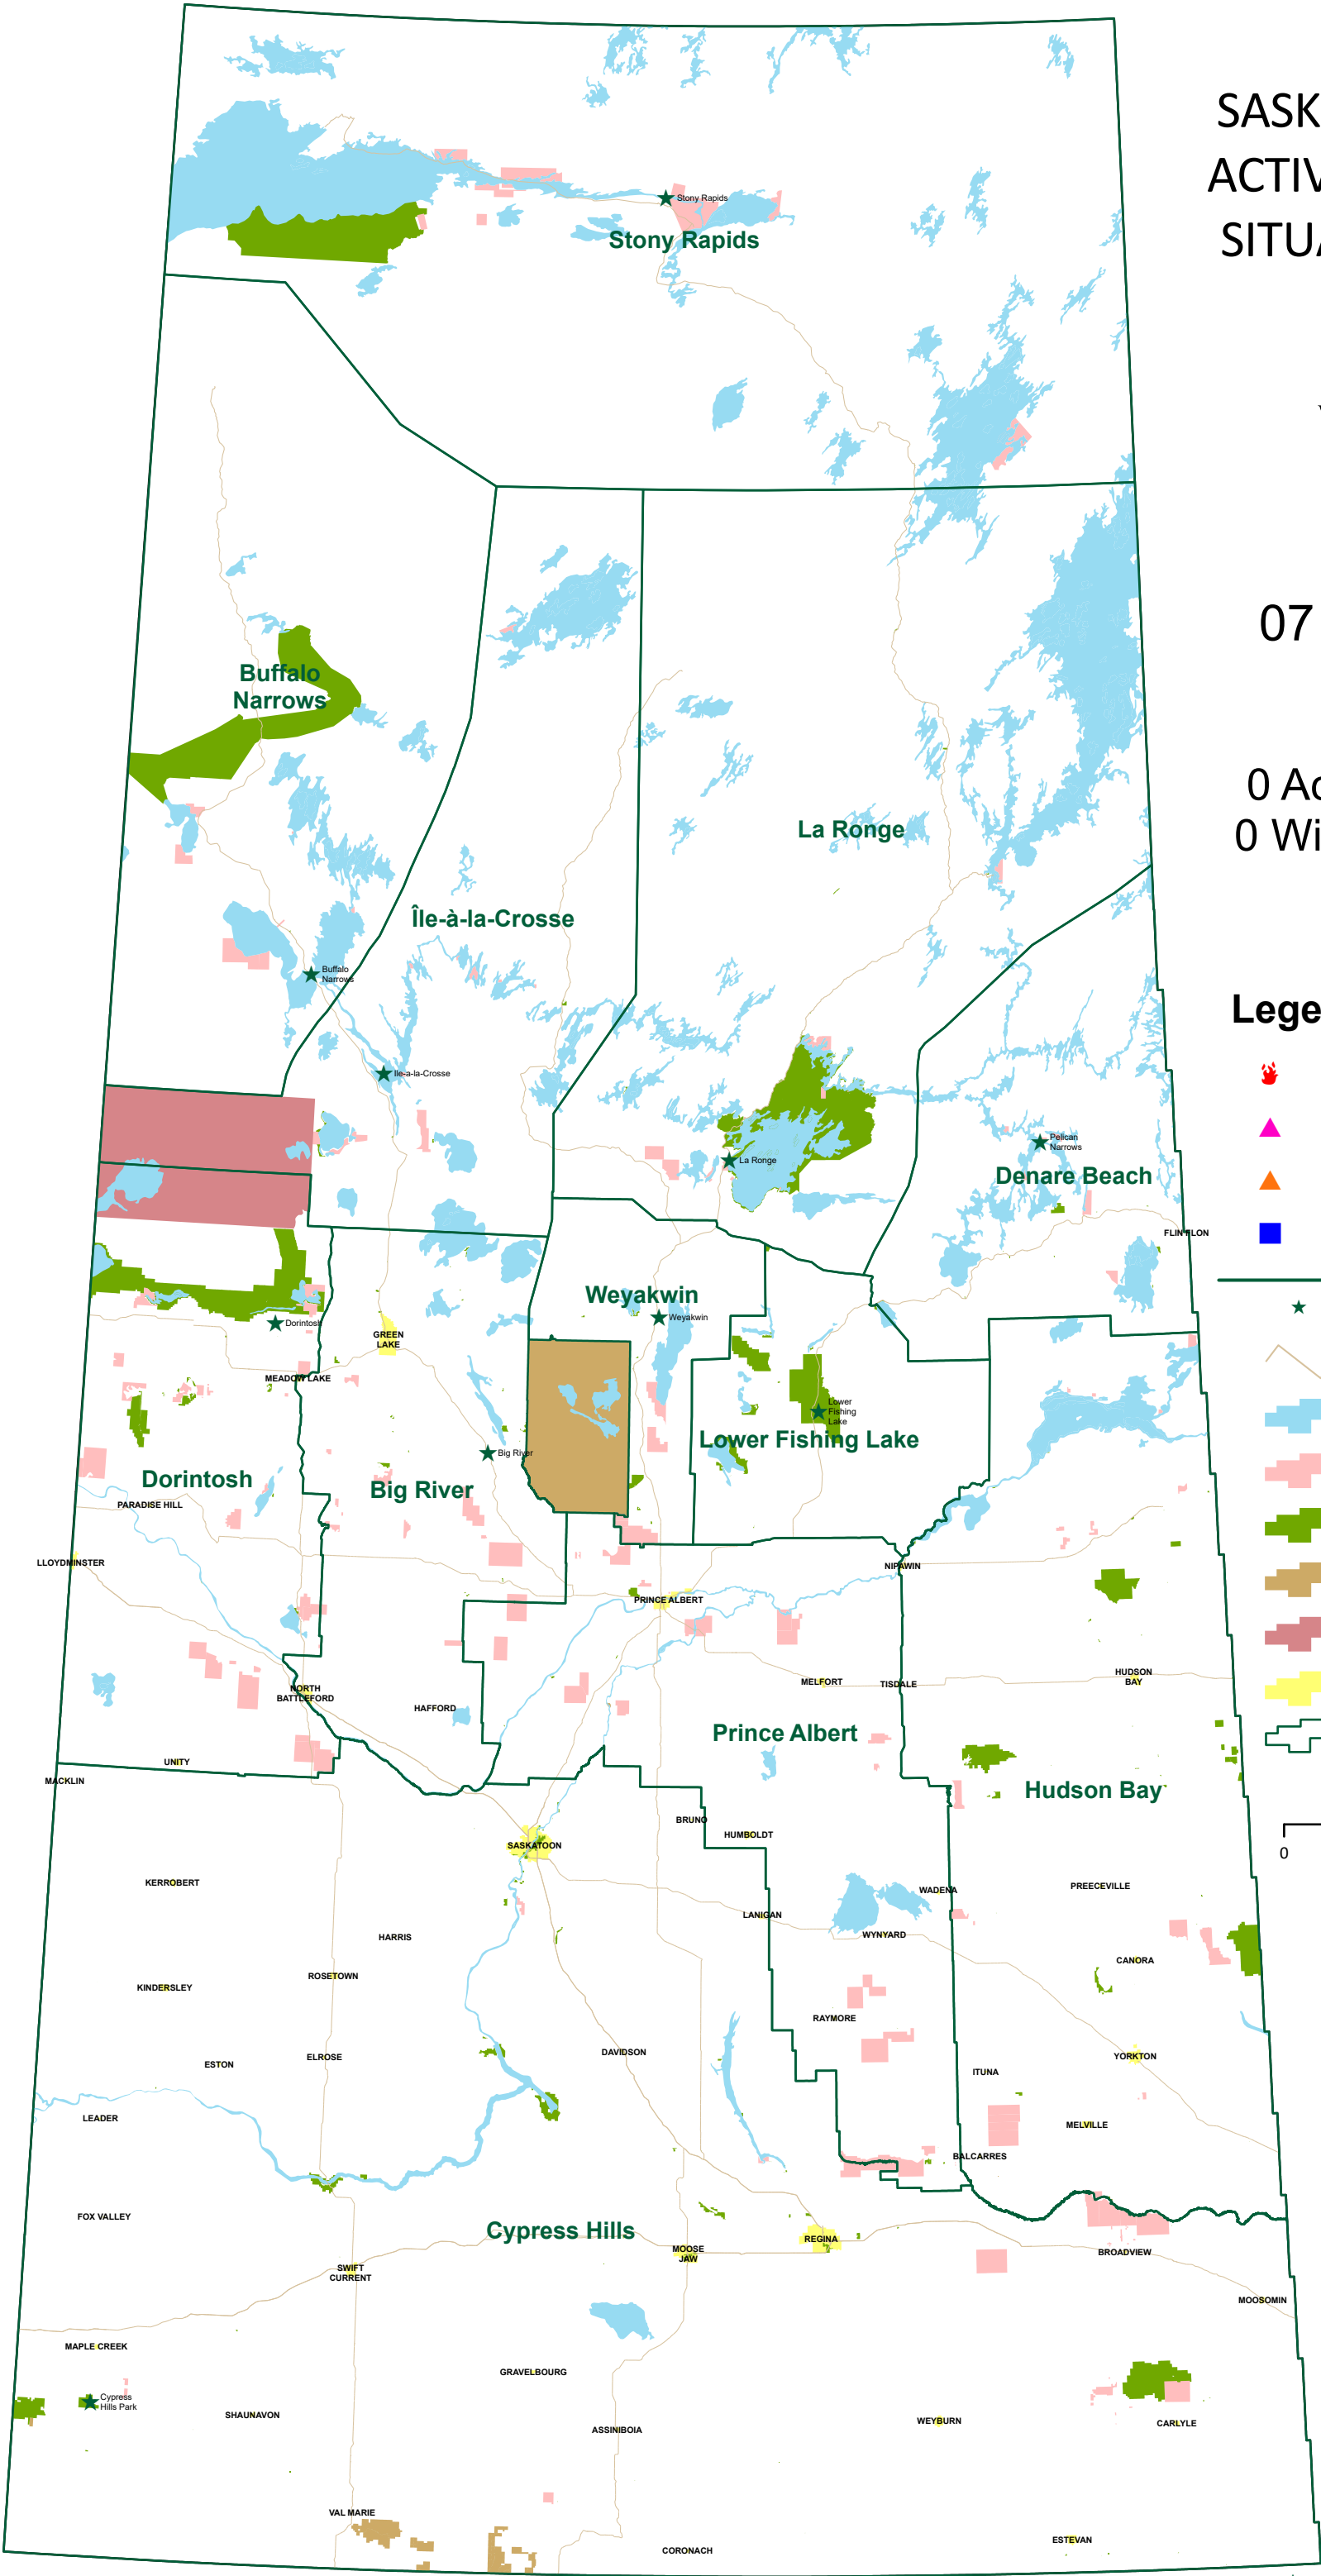 SASK
ACTIV
SITUA
07
0 Ac
0 Wi
Lege
0
Stony Rapids
Stony Rapids
Buffalo
Narrows
La Ronge
Île-à-la-Crosse
Buffalo
Narrows
Ile-a-la-Crosse
Pelican
Narrows
La Ronge
Denare Beach
FLIN FLON
Weyakwin
Weyakwin
Dorintosh
GREEN
LAKE
MEADOW LAKE
Lower
Fishing
Lake
Lower Fishing Lake
Big River
Dorintosh
Big River
PARADISE HILL
LLOYDMINSTER
NIPAWIN
PRINCE ALBERT
HUDSON
BAY
MELFORT
TISDALE
NORTH
BATTLEFORD
HAFFORD
Prince Albert
UNITY
MACKLIN
Hudson Bay
BRUNO
HUMBOLDT
SASKATOON
KERROBERT
PREECEVILLE
WADENA
LANIGAN
WYNYARD
HARRIS
CANORA
ROSETOWN
KINDERSLEY
RAYMORE
DAVIDSON
YORKTON
ELROSE
ESTON
ITUNA
LEADER
MELVILLE
BALCARRES
FOX VALLEY
Cypress Hills
REGINA
MOOSE
JAW
BROADVIEW
SWIFT
CURRENT
MOOSOMIN
MAPLE CREEK
GRAVELBOURG
Cypress
Hills Park
SHAUNAVON
WEYBURN
CARLYLE
ASSINIBOIA
VAL MARIE
ESTEVAN
CORONACH